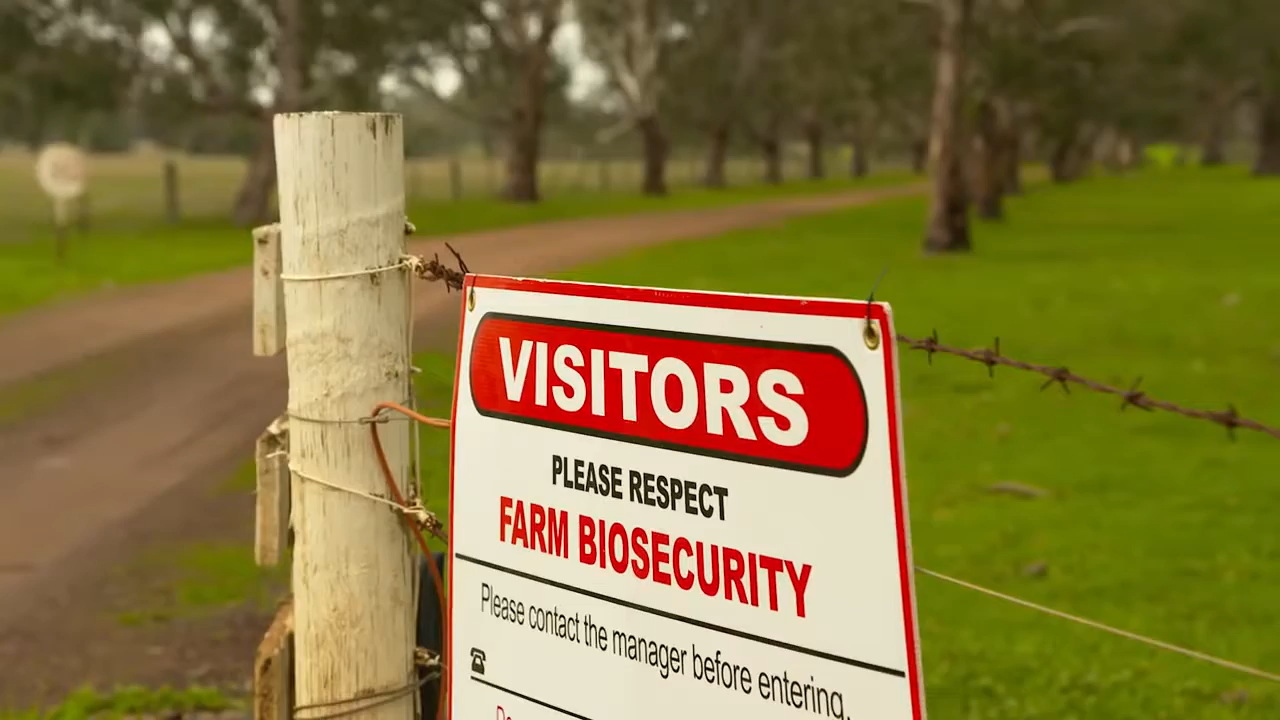 VISITORS
PLEASE RESPECT
FARM BIOSECURITY
Please contact the manager before entering.